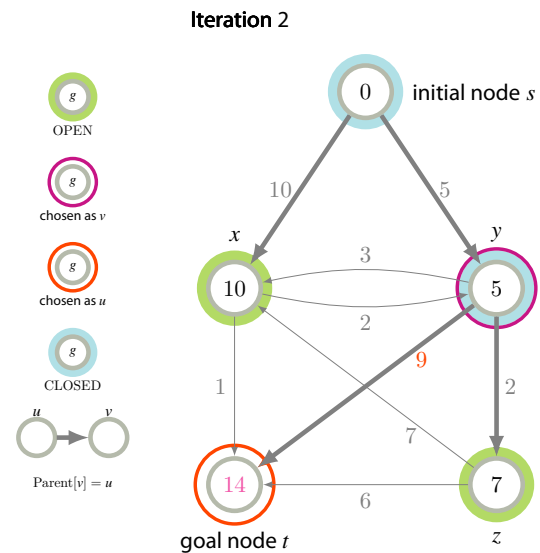 Iteration 2
g
OPEN
g
chosen as v
g
chosen as u
g
CLOSED
u v
Parent[v] = u
0
initial node s
10
5
x
y
3
10
5
2
9
1
2
7
14
6
7
goal node t
z